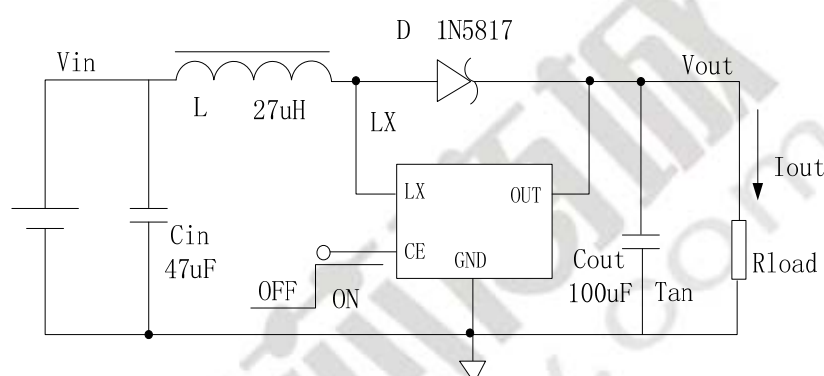 D 1N5817
Vin
Vout
L 27uH
LX
Iout
LX
OUT
CE
GND
Cin
47uF
Cout
100uF Tan
Rload
OFF
ON